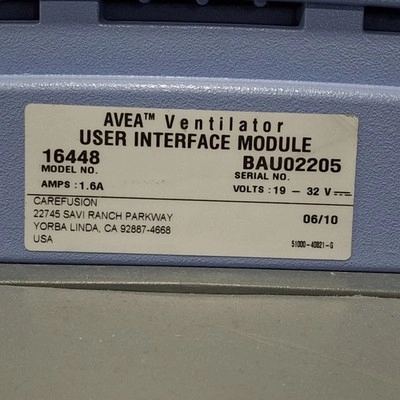 AVEA™ Ventilator
USER INTERFACE MODULE
16448 BAU02205
MODEL NO. SERIAL NO.
AMPS: 1.6A VOLTS: 19 - 32 V
CAREFUSION 06/10
22745 SAVI RANCH PARKWAY
YORBA LINDA, CA 92887-4668
USA 51000-40821-G